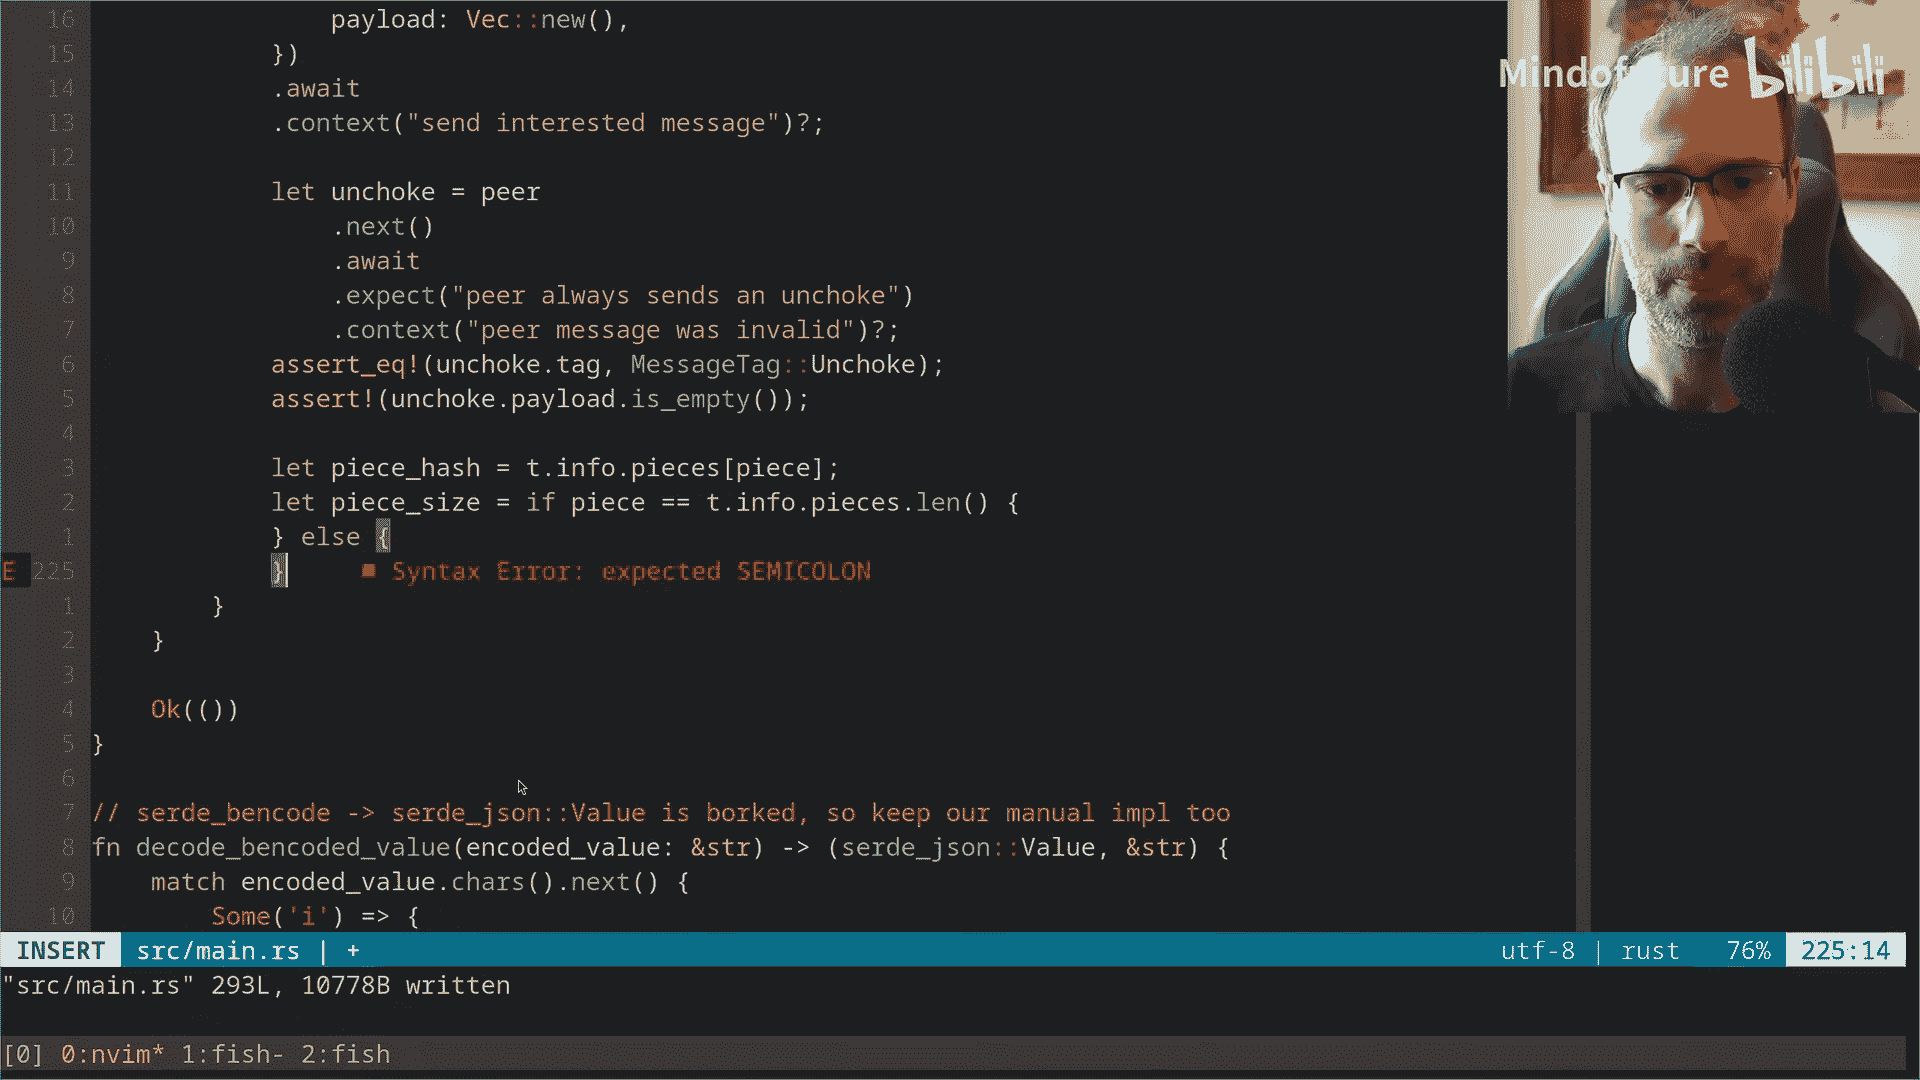 16 payload: Vec::new(),
15 })
14 .await
13 .context("send interested message")?;
12
11 let unchoke = peer
10 .next()
9 .await
8 .expect("peer always sends an unchoke")
7 .context("peer message was invalid")?;
6 assert_eq!(unchoke.tag, MessageTag::Unchoke);
5 assert!(unchoke.payload.is_empty());
4
3 let piece_hash = t.info.pieces[piece];
2 let piece_size = if piece == t.info.pieces.len() {
1 } else {
E 225 } ■ Syntax Error: expected SEMICOLON
1 }
2 }
3
4 Ok(())
5 }
6
7 // serde_bencode -> serde_json::Value is borked, so keep our manual impl too
8 fn decode_bencoded_value(encoded_value: &str) -> (serde_json::Value, &str) {
9 match encoded_value.chars().next() {
10 Some('i') => {
INSERT src/main.rs | + utf-8 | rust 76% 225:14
"src/main.rs" 293L, 10778B written
[0] 0:nvim* 1:fish- 2:fish
bilibili